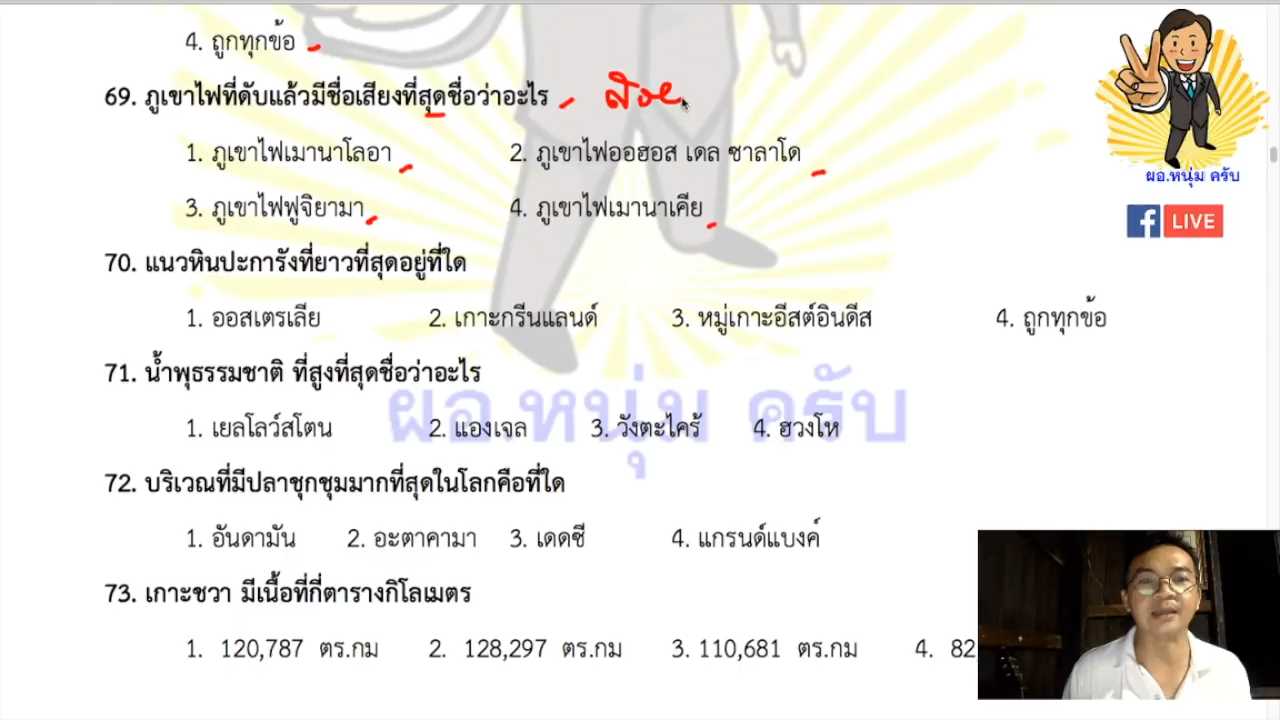 4. ถูกทุกข้อ
69. ภูเขาไฟที่ดับแล้วมีชื่อเสียงที่สุดชื่อว่าอะไร
1. ภูเขาไฟเมานาโลอา 2. ภูเขาไฟออฮอส เดล ซาลาโด
3. ภูเขาไฟฟูจิยามา 4. ภูเขาไฟเมานาเคีย
70. แนวหินปะการังที่ยาวที่สุดอยู่ที่ใด
1. ออสเตรเลีย 2. เกาะกรีนแลนด์ 3. หมู่เกาะอีสต์อินดีส 4. ถูกทุกข้อ
71. น้ำพุธรรมชาติ ที่สูงที่สุดชื่อว่าอะไร
1. เยลโลว์สโตน 2. แองเจล 3. วังตะไคร้ 4. ฮวงโห
72. บริเวณที่มีปลาชุกชุมมากที่สุดในโลกคือที่ใด
1. อันดามัน 2. อะตาคามา 3. เดดซี 4. แกรนด์แบงค์
73. เกาะชวา มีเนื้อที่กี่ตารางกิโลเมตร
1. 120,787 ตร.กม 2. 128,297 ตร.กม 3. 110,681 ตร.กม 4. 82
ผอ.หนุ่ม ครับ
ผอ.หนุ่ม ครับ
LIVE